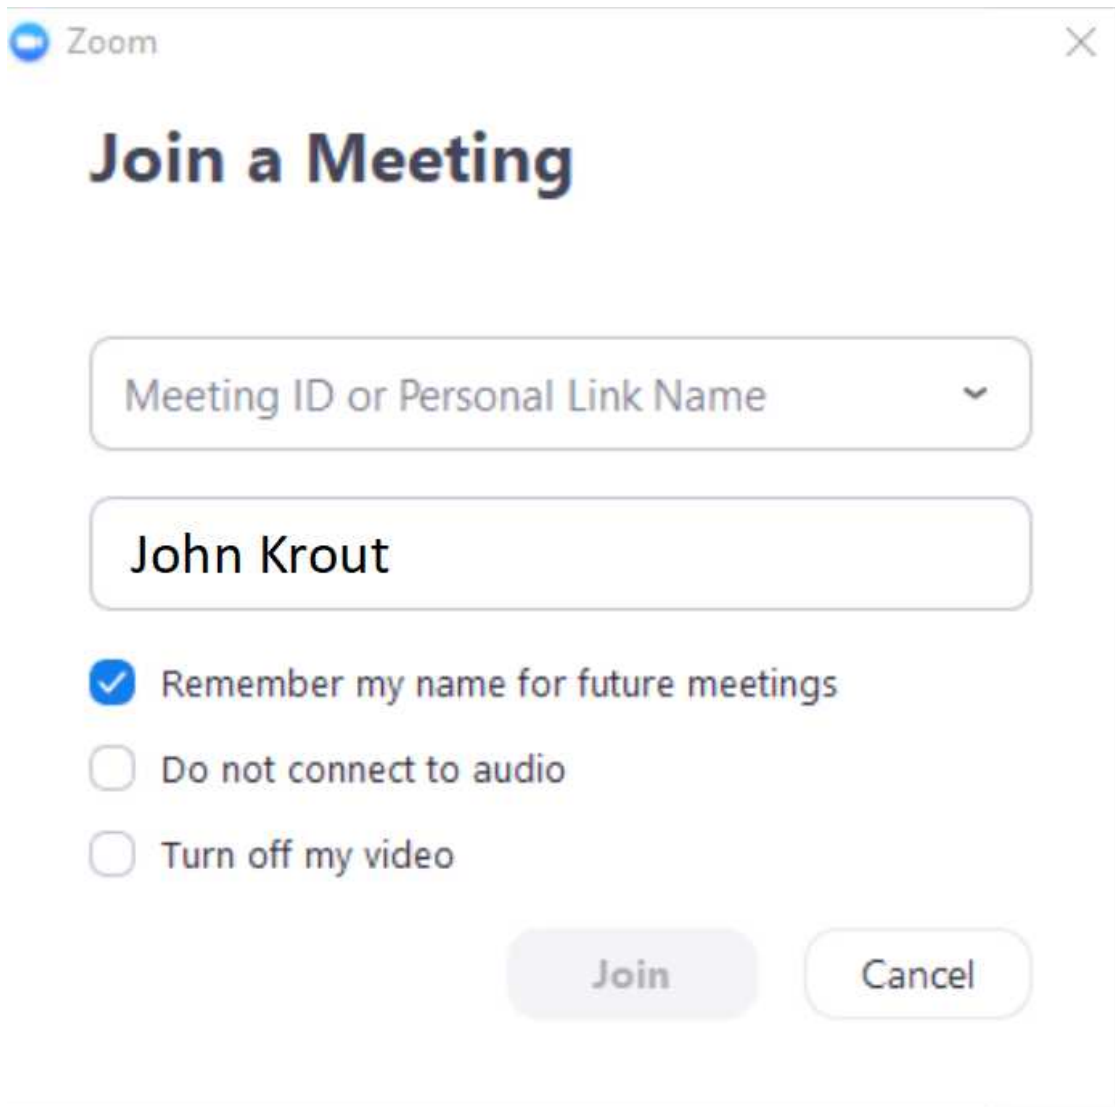 Zoom
Join a Meeting
Meeting ID or Personal Link Name
John Krout
Remember my name for future meetings
Do not connect to audio
Turn off my video
Join Cancel